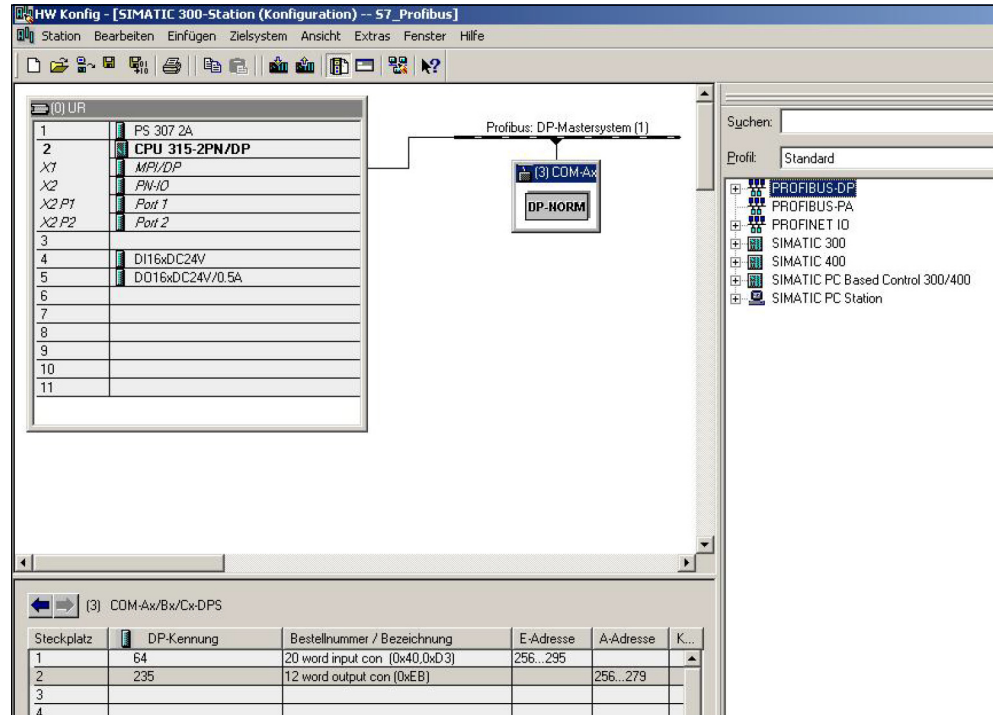 HW Konfig - [SIMATIC 300-Station (Konfiguration) -- S7_Profibus]
Station Bearbeiten Einfügen Zielsystem Ansicht Extras Fenster Hilfe
(0) UR
1 PS 307 2A
2 CPU 315-2PN/DP
X1 MPI/DP
X2 PN-IO
X2 P1 Port 1
X2 P2 Port 2
3
4 DI16xDC24V
5 DO16xDC24V/0.5A
6
7
8
9
10
11
Profibus: DP-Mastersystem (1)
(3) COM-Ax
DP-NORM
Suchen:
Profil: Standard
PROFIBUS-DP
PROFIBUS-PA
PROFINET IO
SIMATIC 300
SIMATIC 400
SIMATIC PC Based Control 300/400
SIMATIC PC Station
(3) COM-Ax/Bx/Cx-DPS
Steckplatz DP-Kennung Bestellnummer / Bezeichnung E-Adresse A-Adresse K...
1 64 20 word input con (0x40,0xD3) 256...295
2 235 12 word output con (0xEB) 256...279
3
4